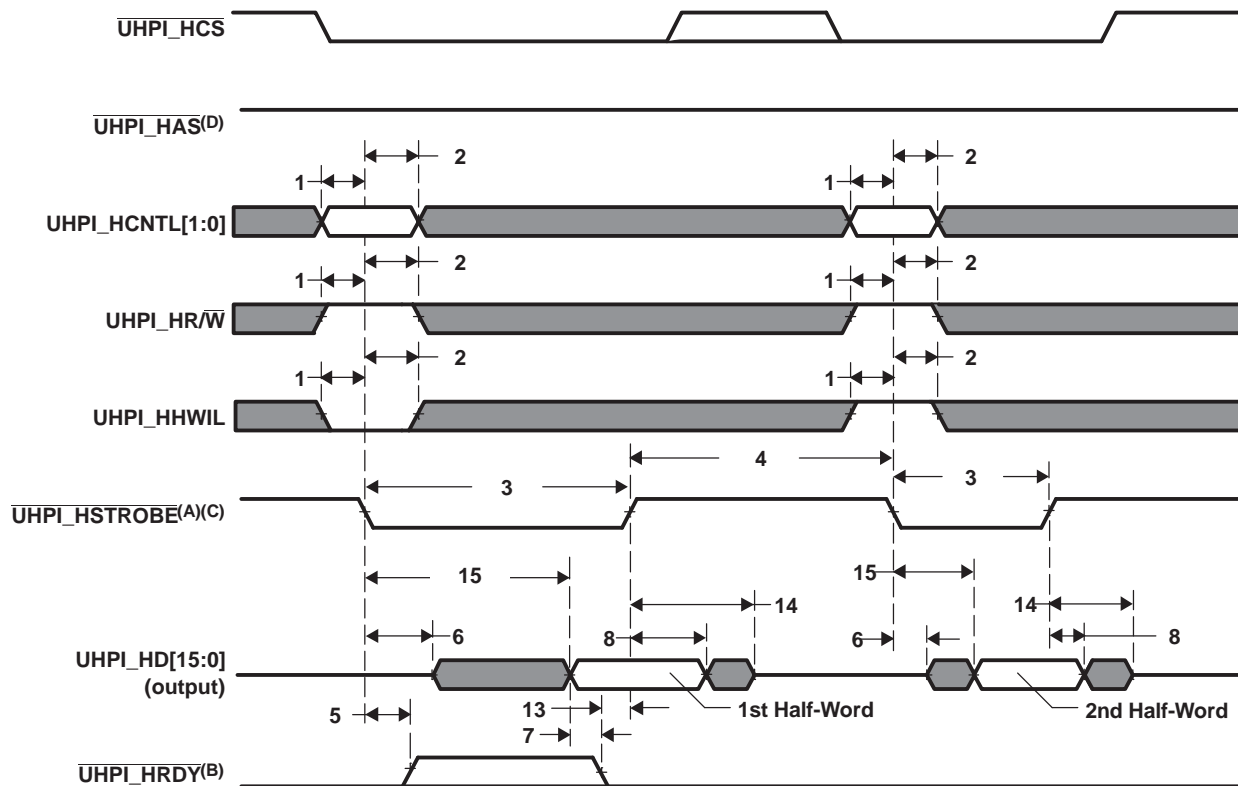 UHPI_HCS
UHPI_HAS(D)
2 2
1 1
UHPI_HCNTL[1:0]
2 2
1 1
UHPI_HR/W
2 2
1 1
UHPI_HHWIL
4
3 3
UHPI_HSTROBE(A)(C)
15 15
14 14
6 8 6 8
UHPI_HD[15:0]
(output)
5 13 1st Half-Word 2nd Half-Word
7
UHPI_HRDY(B)